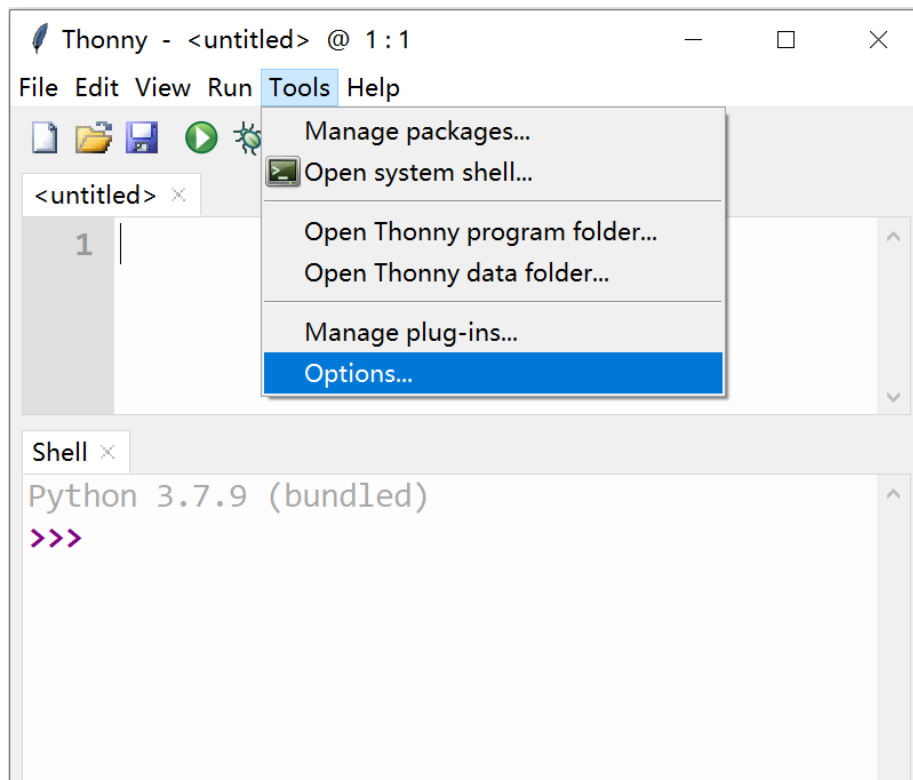 Thonny - <untitled> @ 1:1
File Edit View Run Tools Help
Manage packages...
Open system shell...
<untitled>
Open Thonny program folder...
1
Open Thonny data folder...
Manage plug-ins...
Options...
Shell
Python 3.7.9 (bundled)
>>>